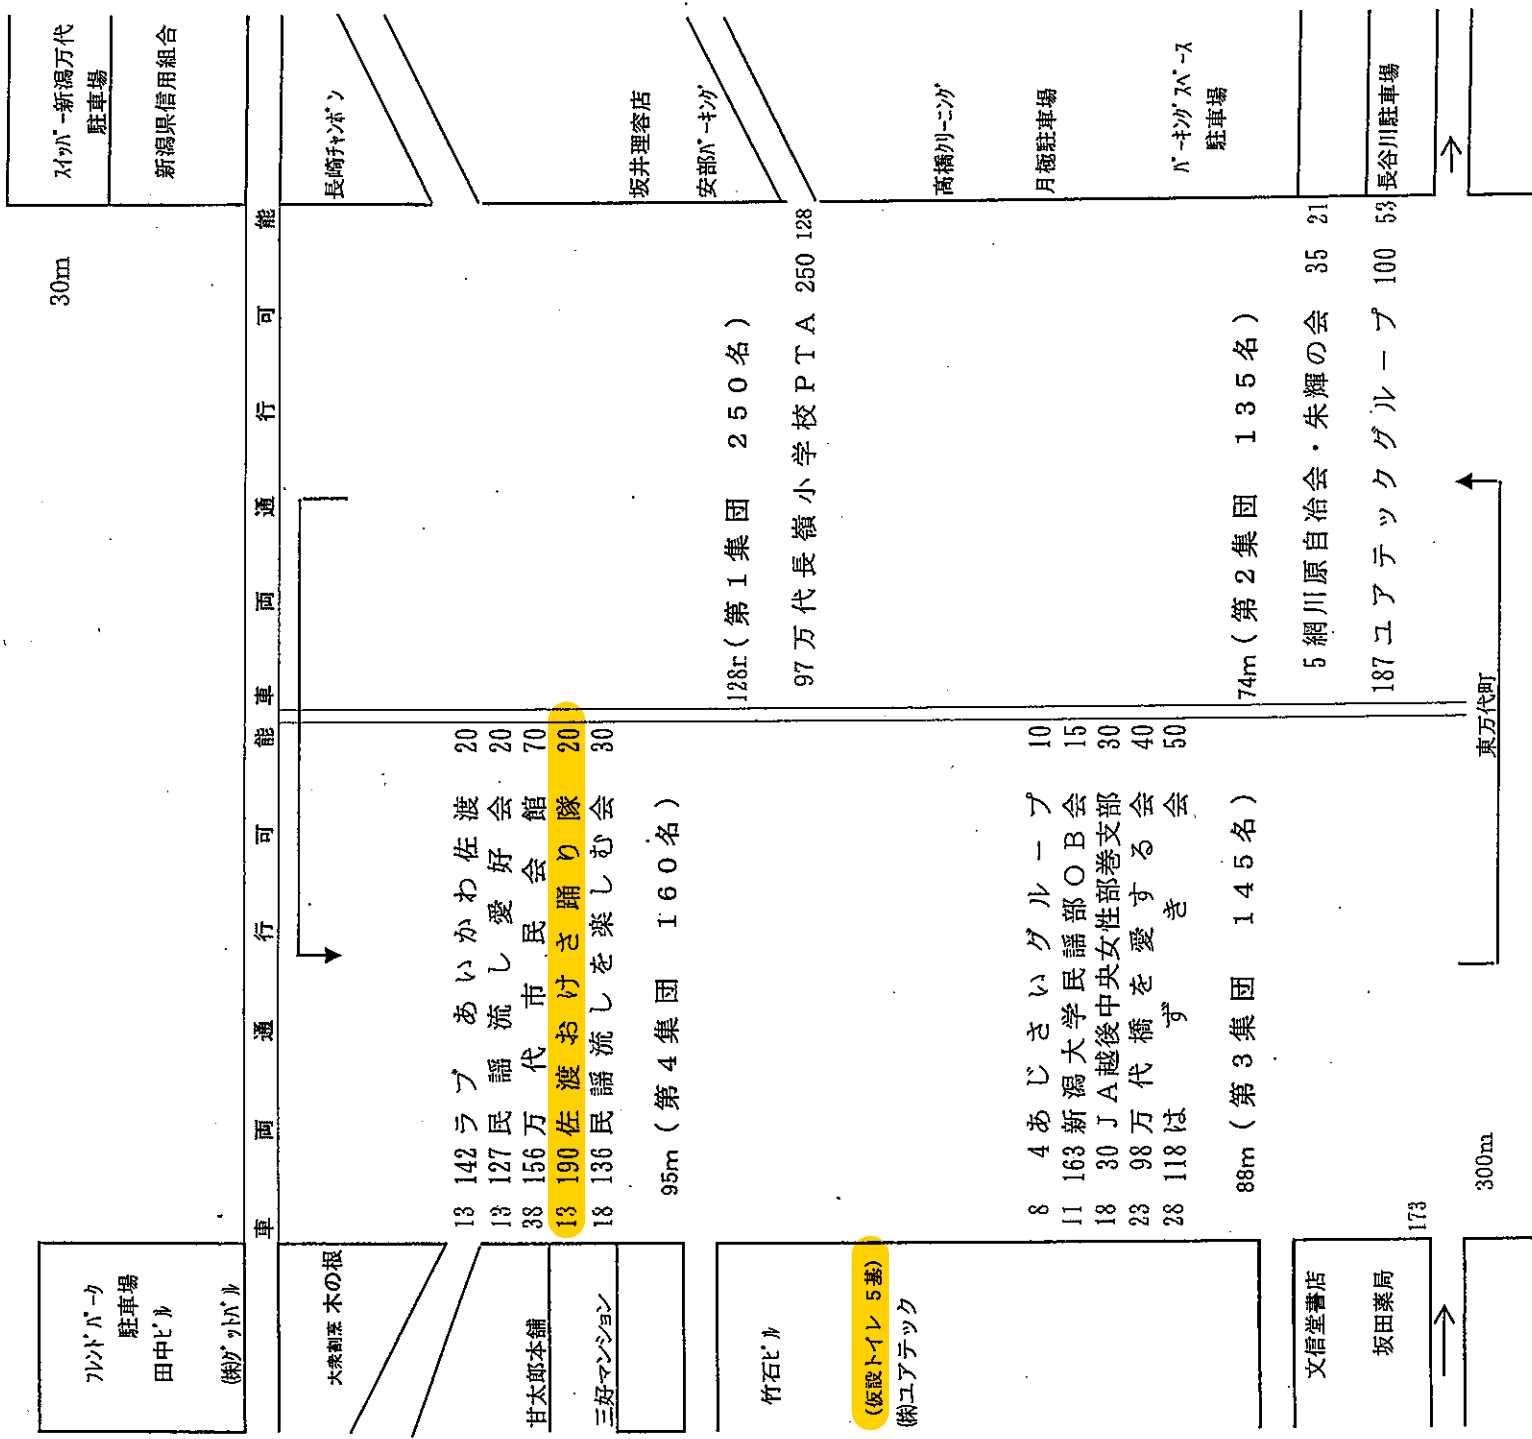 スイッパー新潟万代
駐車場
新潟県信用組合
長崎チャンポン
坂井理容店
安部パーキング
高橋クリーニング
月極駐車場
パーキングスペース
駐車場
長谷川駐車場
30m
車両通行可能
車両通行可能
128r(第1集団 250名)
97 万代長嶺小学校PTA 250 128
74m(第2集団 135名)
5 網川原自治会・朱輝の会 35 21
187 ユアテックグループ 100 53
13 142 ラブあいかわ佐渡 20
13 127 民謡流し愛好会 20
38 156 万代市民会館 70
13 190 佐渡おけさ踊り隊 20
18 136 民謡流しを楽しむ会 30
95m(第4集団 160名)
8 4 あじさいグループ 10
11 163 新潟大学民謡部OB会 15
18 30 JA越後中央女性部巻支部 30
23 98 万代橋を愛する会 40
28 118 はずき会 50
88m(第3集団 145名)
173
300m
東万代町
フレンドパーク
駐車場
田中ビル
(株)グットバル
大衆割烹 木の根
甘太郎本舗
三好マンション
竹石ビル
(仮設トイレ 5基)
(株)ユアテック
文信堂書店
坂田薬局